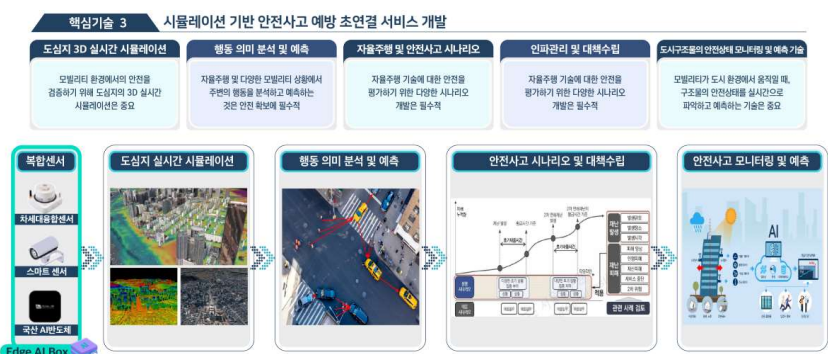 핵심기술 3
시뮬레이션 기반 안전사고 예방 초연결 서비스 개발
도심지 3D 실시간 시뮬레이션
모빌리티 환경에서의 안전을
검증하기 위해 도심지의 3D 실시간
시뮬레이션은 중요
행동 의미 분석 및 예측
자율주행 및 다양한 모빌리티 상황에서
주변의 행동을 분석하고 예측하는
것은 안전 확보에 필수적
자율주행 및 안전사고 시나리오
자율주행 기술에 대한 안전을
평가하기 위한 다양한 시나리오
개발은 필수적
인파관리 및 대책수립
자율주행 기술에 대한 안전을
평가하기 위한 다양한 시나리오
개발은 필수적
도시구조물의 안전상태 모니터링 및 예측 기술
모빌리티가 도시 환경에서 움직일 때,
구조물의 안전상태를 실시간으로
파악하고 예측하는 기술은 중요
복합센서
차세대융합센서
스마트 센서
국산 AI반도체
Edge AI Box
도심지 실시간 시뮬레이션
행동 의미 분석 및 예측
안전사고 시나리오 및 대책수립
관련 사례 검토
안전사고 모니터링 및 예측
AI